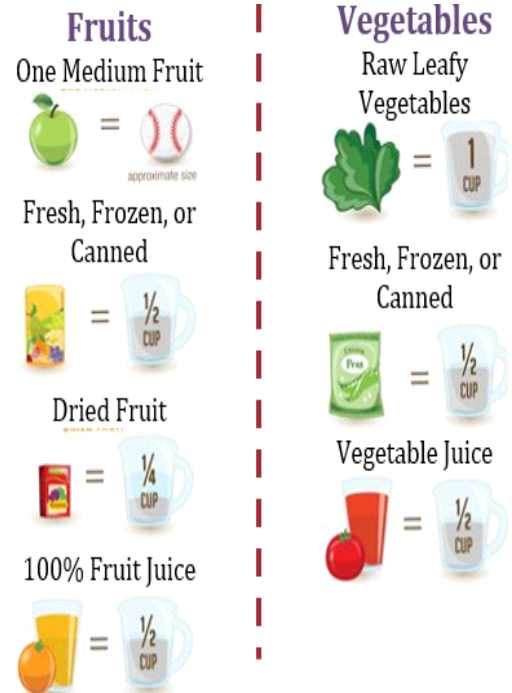 Fruits
One Medium Fruit
approximate size
Fresh, Frozen, or
Canned
1/2
CUP
Dried Fruit
1/4
CUP
100% Fruit Juice
1/2
CUP
Vegetables
Raw Leafy
Vegetables
1
CUP
Fresh, Frozen, or
Canned
Peas
1/2
CUP
Vegetable Juice
1/2
CUP